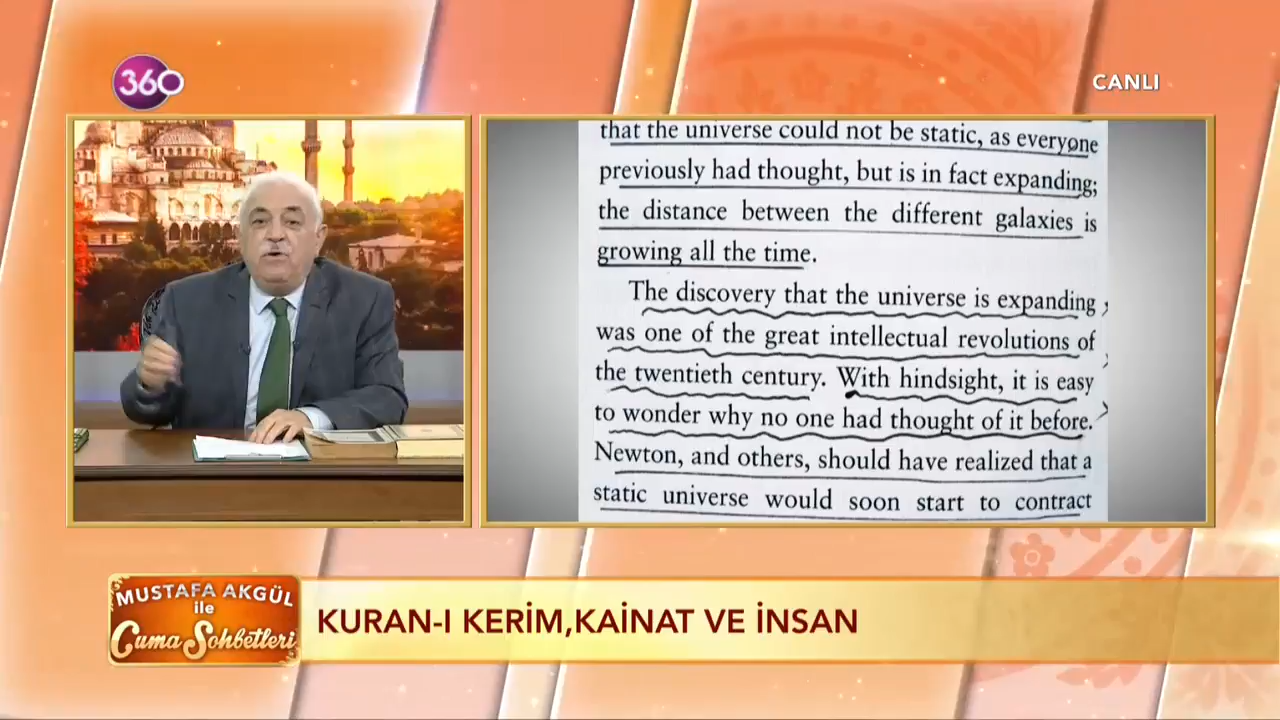 360
CANLI
that the universe could not be static, as everyone
previously had thought, but is in fact expanding;
the distance between the different galaxies is
growing all the time.
The discovery that the universe is expanding
was one of the great intellectual revolutions of
the twentieth century. With hindsight, it is easy
to wonder why no one had thought of it before.
Newton, and others, should have realized that a
static universe would soon start to contract
MUSTAFA AKGÜL
ile
Cuma Sohbetleri
KURAN-I KERİM,KAİNAT VE İNSAN